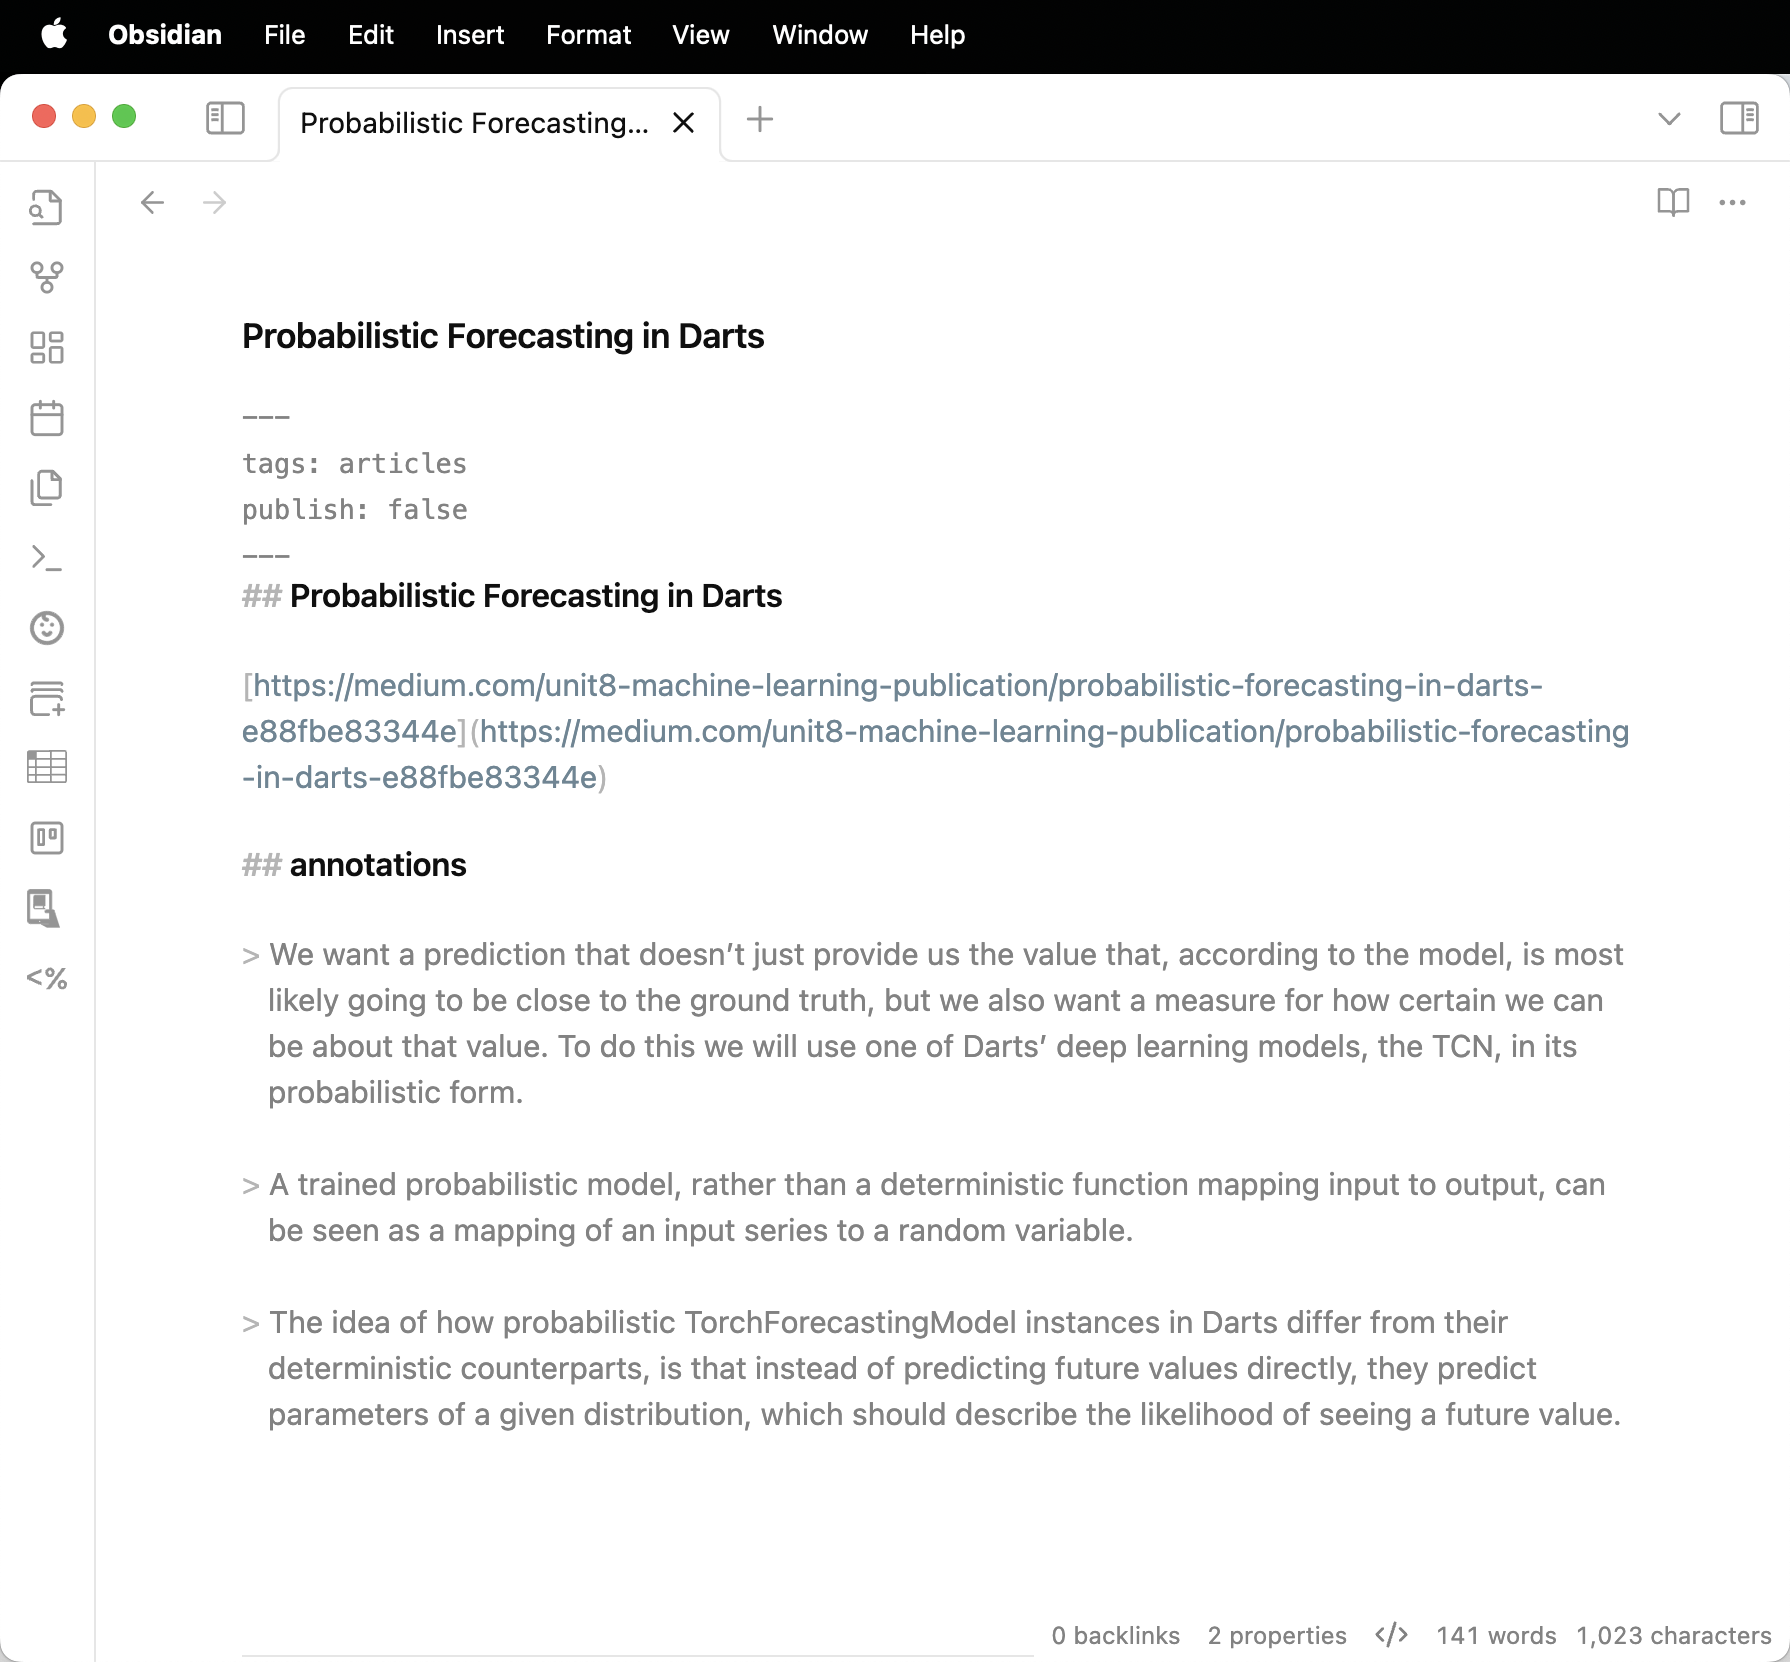 Obsidian File Edit Insert Format View Window Help
Probabilistic Forecasting...
Probabilistic Forecasting in Darts
---
tags: articles
publish: false
---
## Probabilistic Forecasting in Darts
[https://medium.com/unit8-machine-learning-publication/probabilistic-forecasting-in-darts-
e88fbe83344e](https://medium.com/unit8-machine-learning-publication/probabilistic-forecasting
-in-darts-e88fbe83344e)
## annotations
> We want a prediction that doesn’t just provide us the value that, according to the model, is most
likely going to be close to the ground truth, but we also want a measure for how certain we can
be about that value. To do this we will use one of Darts’ deep learning models, the TCN, in its
probabilistic form.
> A trained probabilistic model, rather than a deterministic function mapping input to output, can
be seen as a mapping of an input series to a random variable.
> The idea of how probabilistic TorchForecastingModel instances in Darts differ from their
deterministic counterparts, is that instead of predicting future values directly, they predict
parameters of a given distribution, which should describe the likelihood of seeing a future value.
<%
0 backlinks 2 properties </> 141 words 1,023 characters